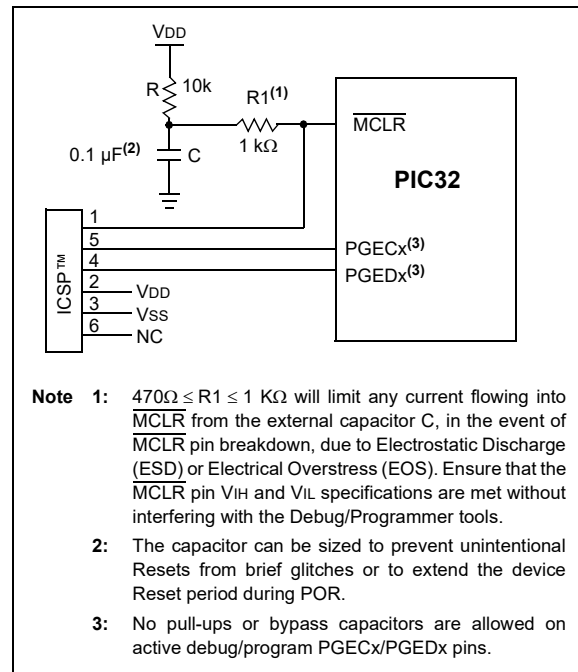 VDD
R 10k
R1(1)
0.1 µF(2) C
1 kΩ
MCLR
PIC32
PGECx(3)
PGEDx(3)
ICSP™
1
5
4
2 VDD
3 VSS
6 NC
Note 1: 470Ω ≤ R1 ≤ 1 KΩ will limit any current flowing into
MCLR from the external capacitor C, in the event of
MCLR pin breakdown, due to Electrostatic Discharge
(ESD) or Electrical Overstress (EOS). Ensure that the
MCLR pin VIH and VIL specifications are met without
interfering with the Debug/Programmer tools.
2: The capacitor can be sized to prevent unintentional
Resets from brief glitches or to extend the device
Reset period during POR.
3: No pull-ups or bypass capacitors are allowed on
active debug/program PGECx/PGEDx pins.